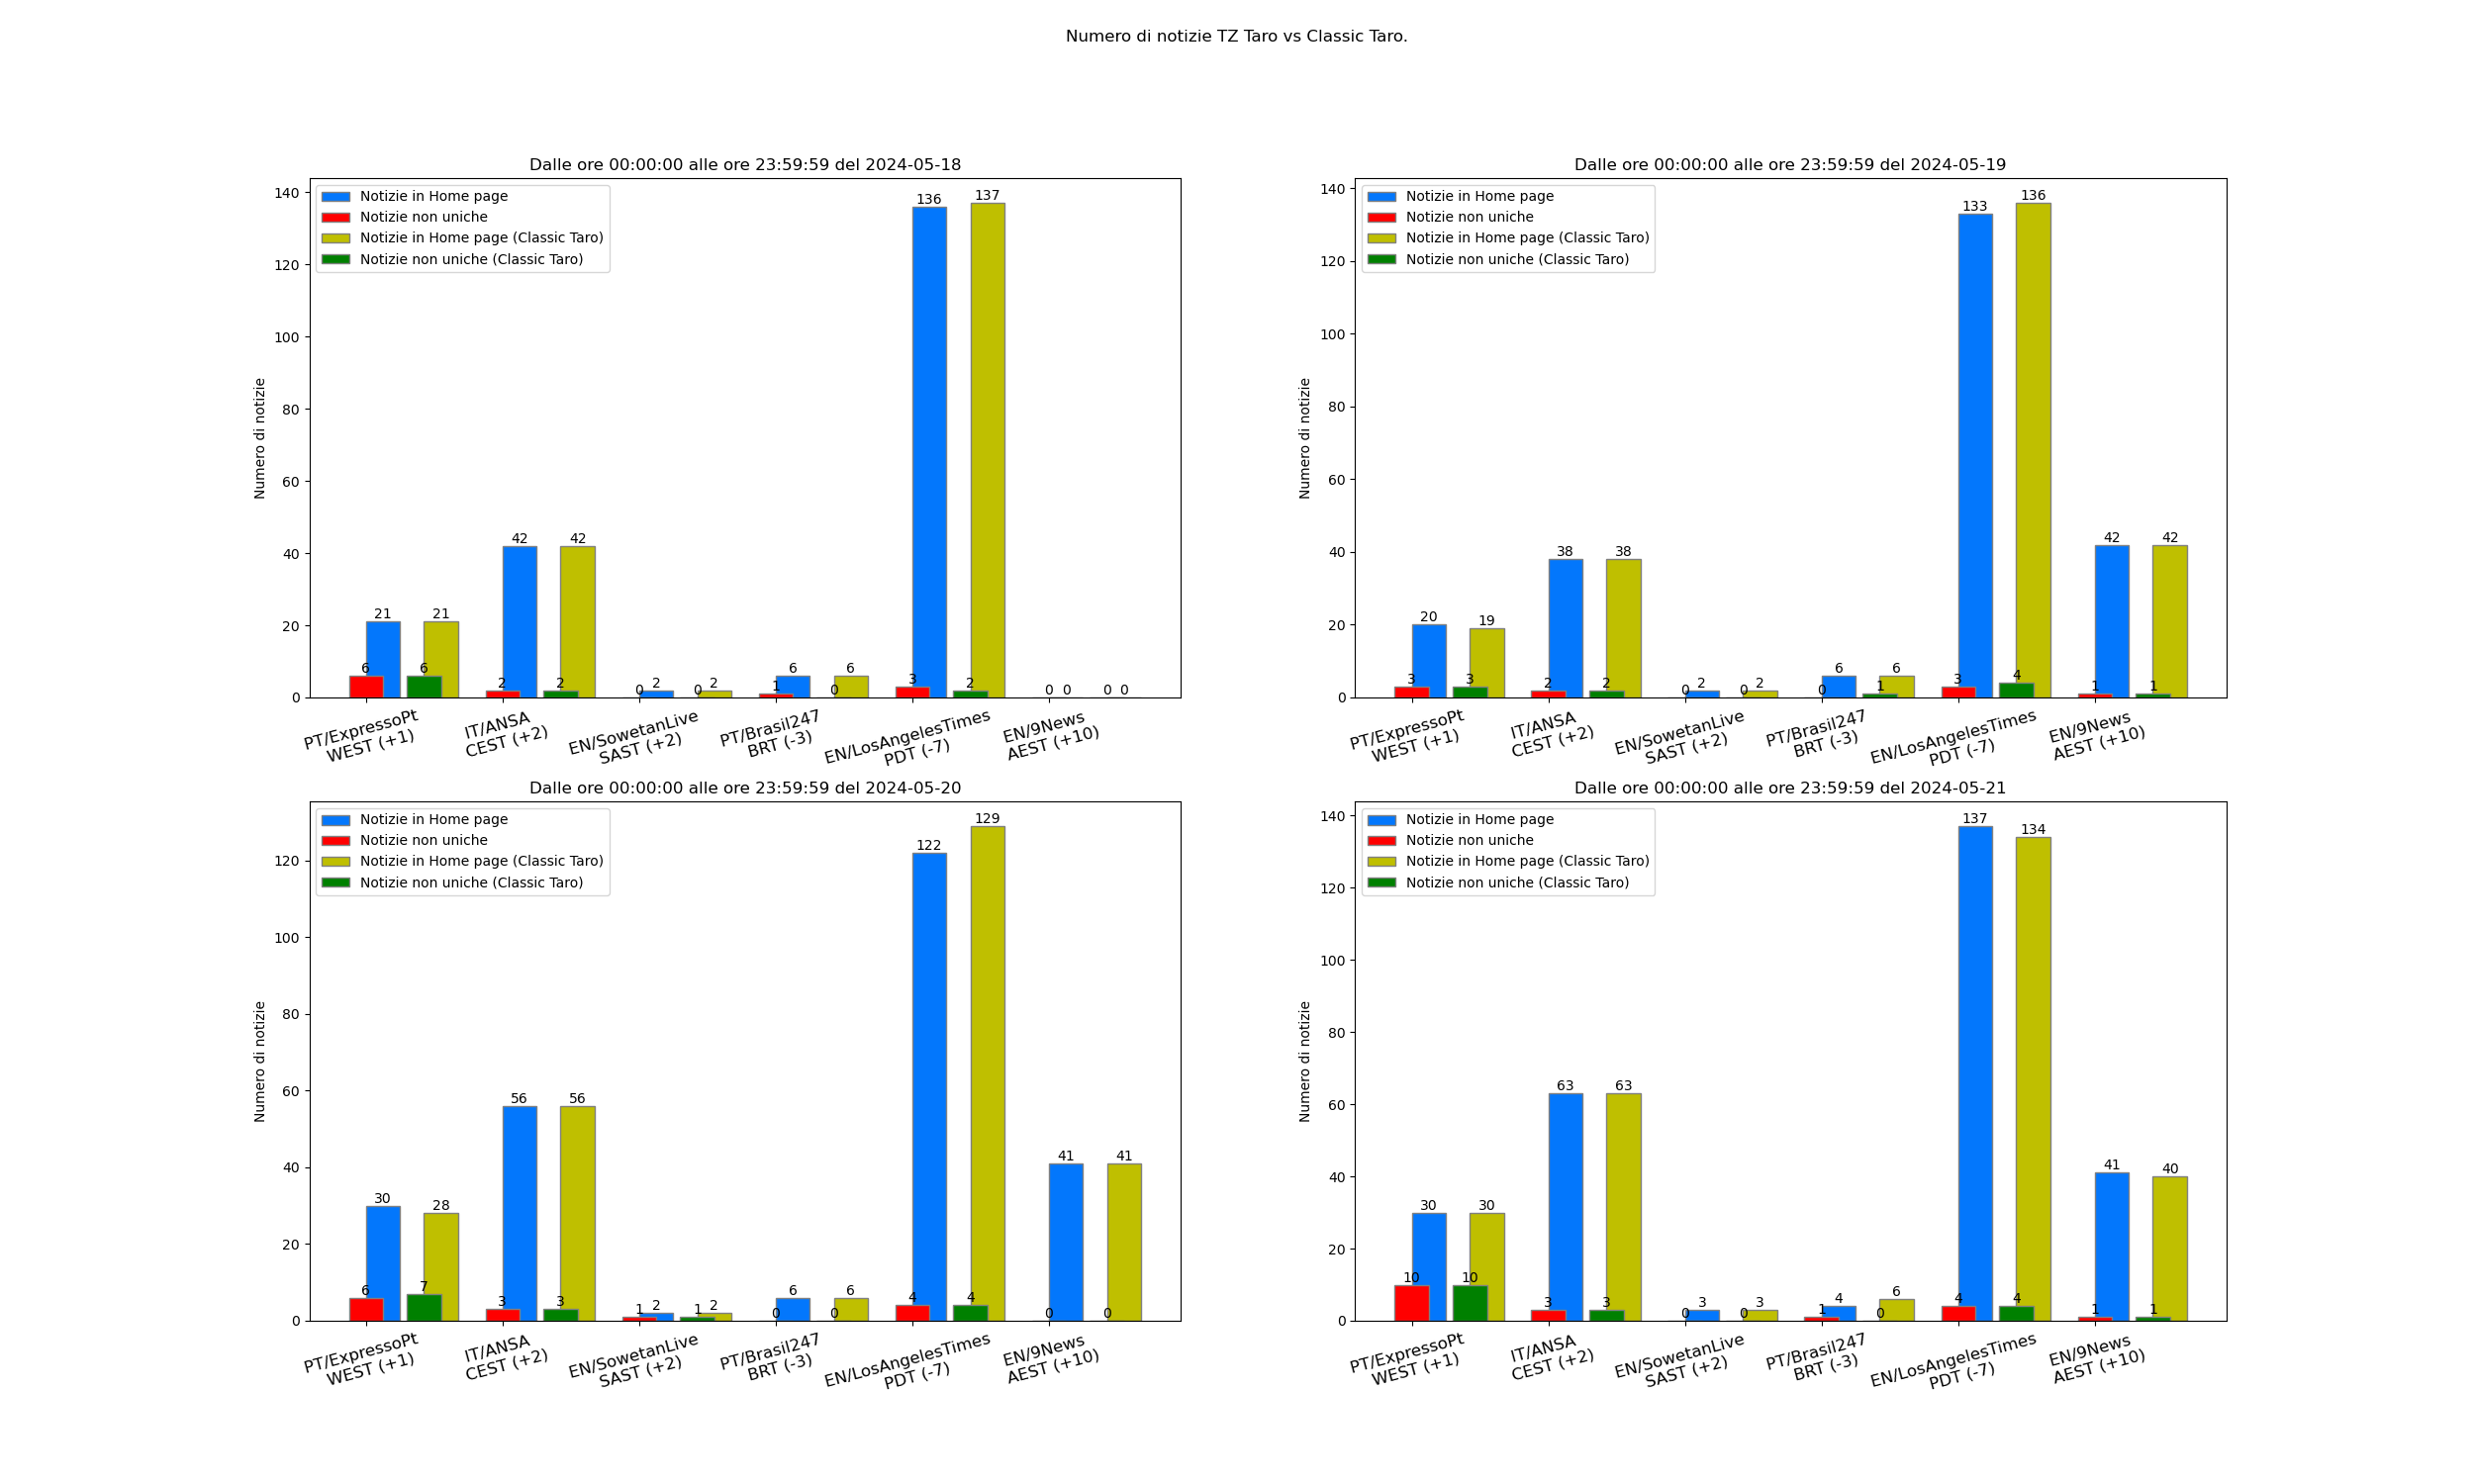 Numero di notizie TZ Taro vs Classic Taro.
Dalle ore 00:00:00 alle ore 23:59:59 del 2024-05-18
Notizie in Home page
Notizie non uniche
Notizie in Home page (Classic Taro)
Notizie non uniche (Classic Taro)
Numero di notizie
140
120
100
80
60
40
20
0
6 21 6 21
2 42 2 42
0 2 0 2
1 6 0 6
3 136 2 137
0 0 0 0
PT/ExpressoPt
WEST (+1)
IT/ANSA
CEST (+2)
EN/SowetanLive
SAST (+2)
PT/Brasil247
BRT (-3)
EN/LosAngelesTimes
PDT (-7)
EN/9News
AEST (+10)
Dalle ore 00:00:00 alle ore 23:59:59 del 2024-05-19
Notizie in Home page
Notizie non uniche
Notizie in Home page (Classic Taro)
Notizie non uniche (Classic Taro)
Numero di notizie
140
120
100
80
60
40
20
0
3 20 3 19
2 38 2 38
0 2 0 2
0 6 1 6
3 133 4 136
1 42 1 42
PT/ExpressoPt
WEST (+1)
IT/ANSA
CEST (+2)
EN/SowetanLive
SAST (+2)
PT/Brasil247
BRT (-3)
EN/LosAngelesTimes
PDT (-7)
EN/9News
AEST (+10)
Dalle ore 00:00:00 alle ore 23:59:59 del 2024-05-20
Notizie in Home page
Notizie non uniche
Notizie in Home page (Classic Taro)
Notizie non uniche (Classic Taro)
Numero di notizie
120
100
80
60
40
20
0
6 30 7 28
3 56 3 56
1 2 1 2
0 6 0 6
4 122 4 129
0 41 0 41
PT/ExpressoPt
WEST (+1)
IT/ANSA
CEST (+2)
EN/SowetanLive
SAST (+2)
PT/Brasil247
BRT (-3)
EN/LosAngelesTimes
PDT (-7)
EN/9News
AEST (+10)
Dalle ore 00:00:00 alle ore 23:59:59 del 2024-05-21
Notizie in Home page
Notizie non uniche
Notizie in Home page (Classic Taro)
Notizie non uniche (Classic Taro)
Numero di notizie
140
120
100
80
60
40
20
0
10 30 10 30
3 63 3 63
0 3 0 3
1 4 0 6
4 137 4 134
1 41 1 40
PT/ExpressoPt
WEST (+1)
IT/ANSA
CEST (+2)
EN/SowetanLive
SAST (+2)
PT/Brasil247
BRT (-3)
EN/LosAngelesTimes
PDT (-7)
EN/9News
AEST (+10)